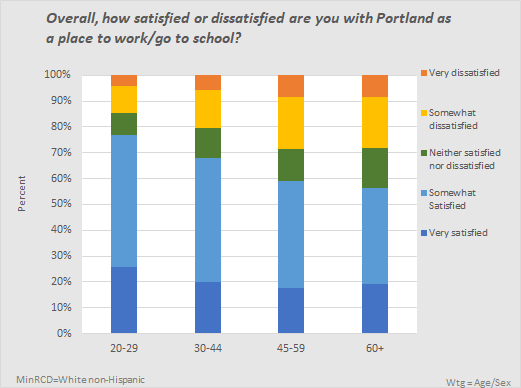 Overall, how satisfied or dissatisfied are you with Portland as
a place to work/go to school?
100%
90%
80%
70%
60%
50%
40%
30%
20%
10%
0%
Percent
20-29
30-44
45-59
60+
Very dissatisfied
Somewhat
dissatisfied
Neither satisfied
nor dissatisfied
Somewhat
Satisfied
Very satisfied
MinRCD=White non-Hispanic
Wtg = Age/Sex